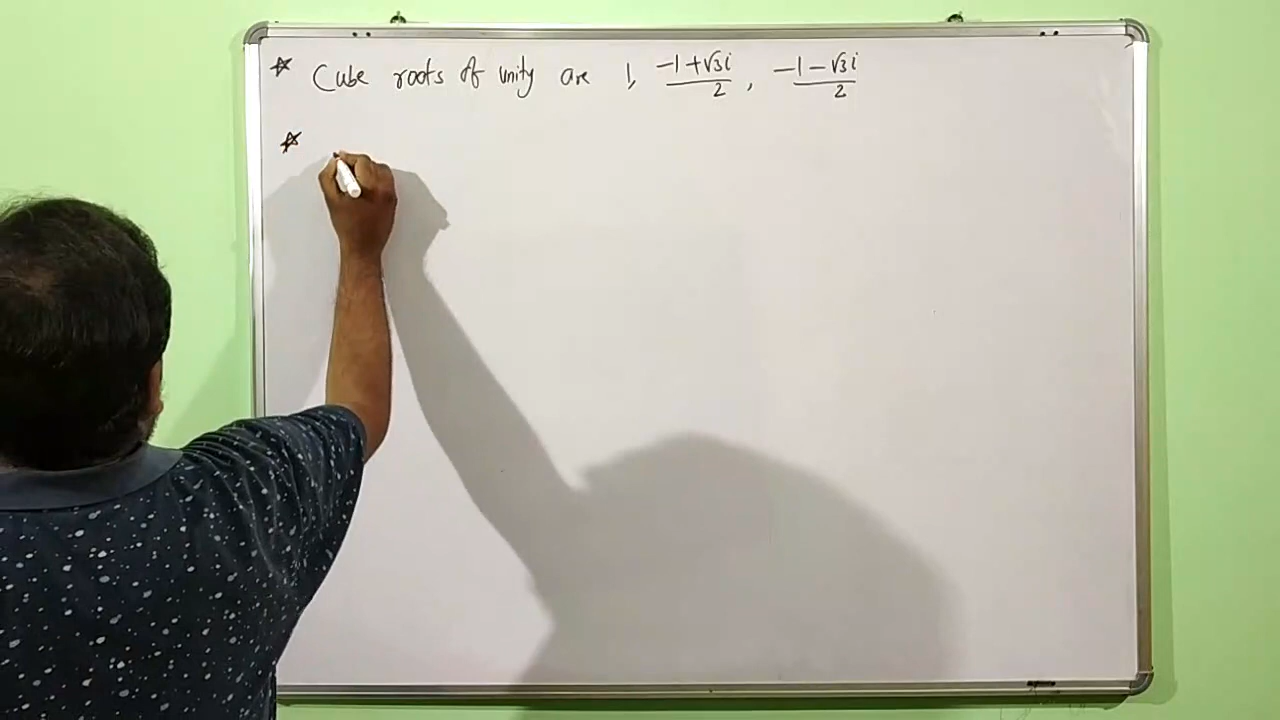 ☆ Cube roots of unity are 1, (-1+√3i)/2, (-1-√3i)/2
☆